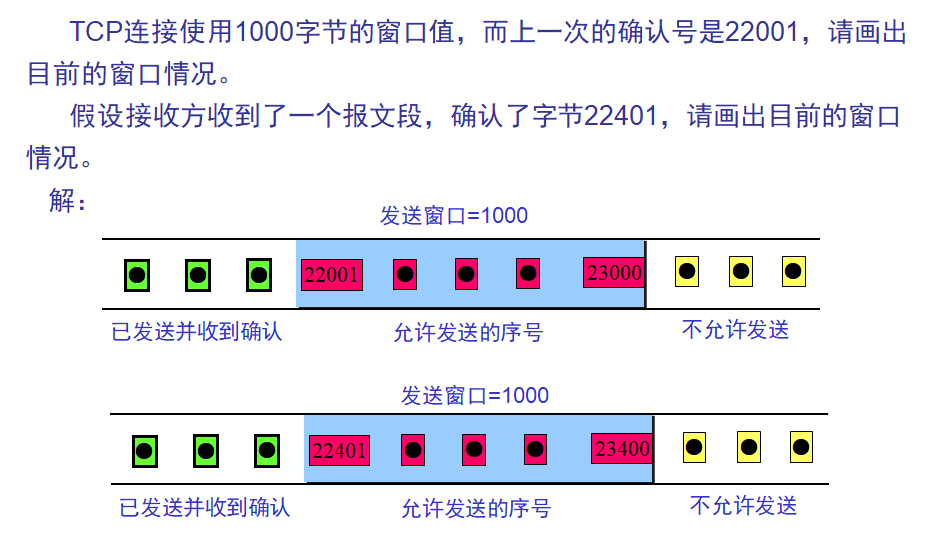 TCP连接使用1000字节的窗口值，而上一次的确认号是22001，请画出
目前的窗口情况。
假设接收方收到了一个报文段，确认了字节22401，请画出目前的窗口
情况。
解：
发送窗口=1000
22001 23000
已发送并收到确认 允许发送的序号 不允许发送
发送窗口=1000
22401 23400
已发送并收到确认 允许发送的序号 不允许发送